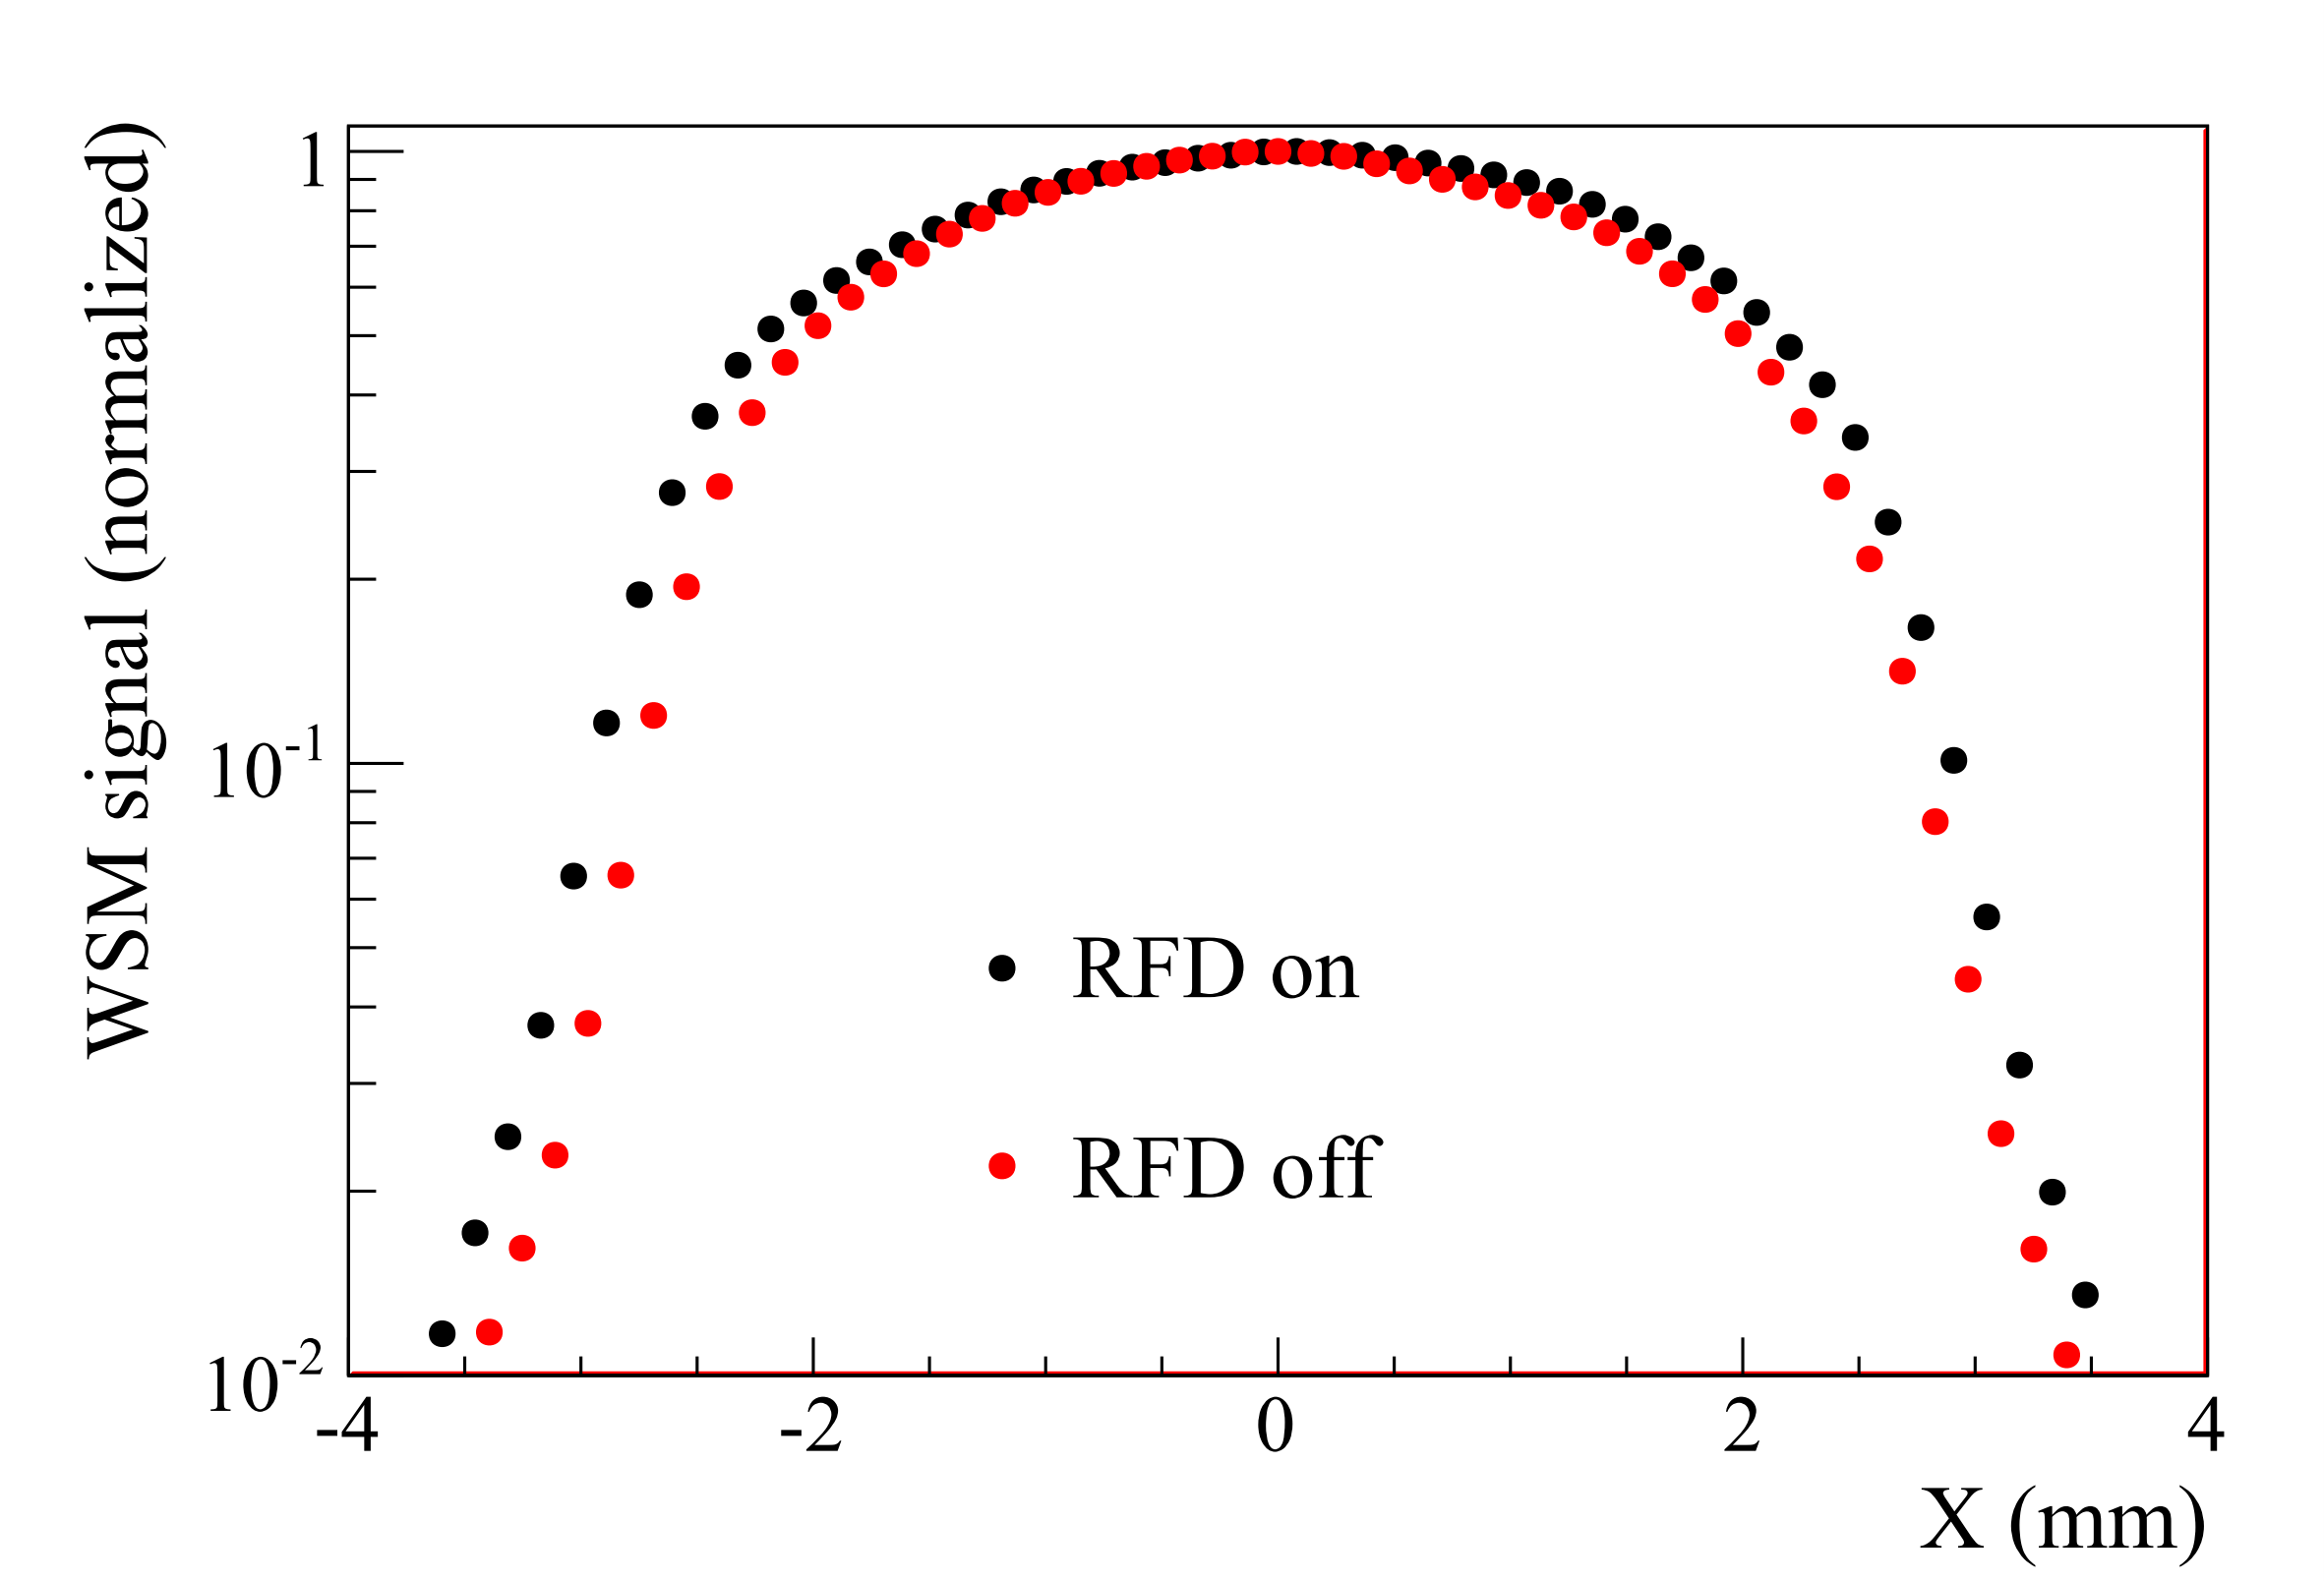 WSM signal (normalized)
1
10^-1
10^-2
RFD on
RFD off
-4 -2 0 2 4
X (mm)